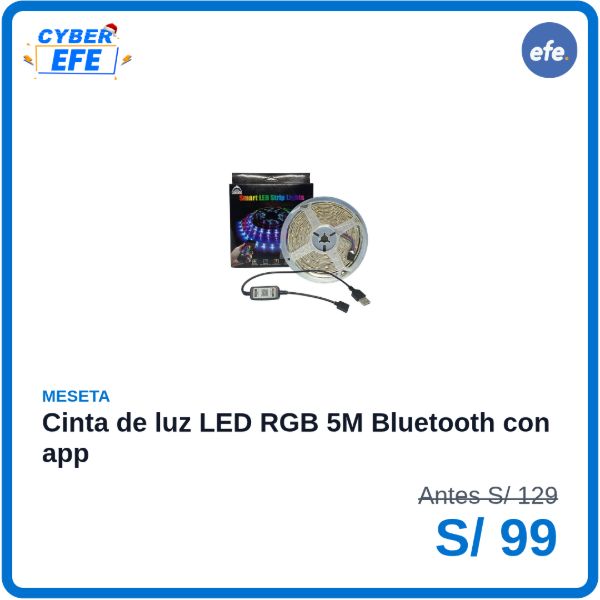 CYBER
EFE
efe.
Smart LED Strip Lights
MESETA
Cinta de luz LED RGB 5M Bluetooth con
app
Antes S/ 129
S/ 99